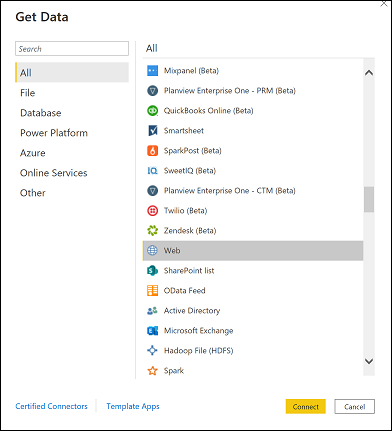 Get Data
Search
All
File
Database
Power Platform
Azure
Online Services
Other
All
Mixpanel (Beta)
Planview Enterprise One - PRM (Beta)
QuickBooks Online (Beta)
Smartsheet
SparkPost (Beta)
IQ SweetIQ (Beta)
Planview Enterprise One - CTM (Beta)
Twilio (Beta)
Zendesk (Beta)
Web
SharePoint list
OData Feed
Active Directory
Microsoft Exchange
Hadoop File (HDFS)
Spark
Certified Connectors
Template Apps
Connect
Cancel